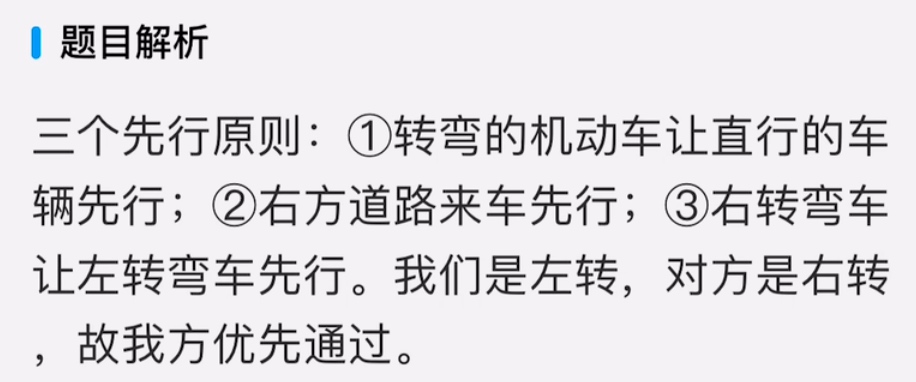 题目解析
三个先行原则：①转弯的机动车让直行的车
辆先行；②右方道路来车先行；③右转弯车
让左转弯车先行。我们是左转，对方是右转
，故我方优先通过。